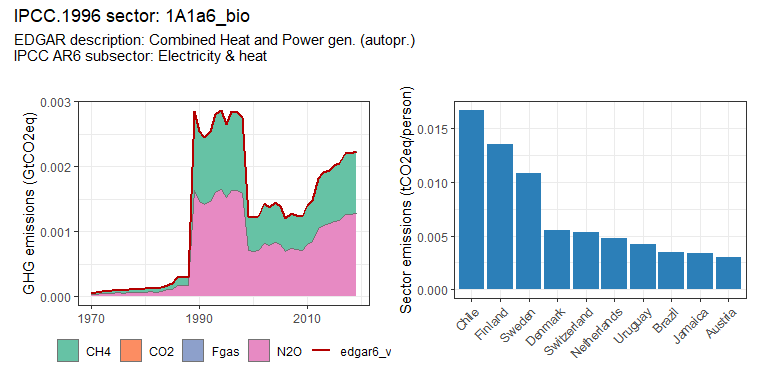 IPCC.1996 sector: 1A1a6_bio
EDGAR description: Combined Heat and Power gen. (autopr.)
IPCC AR6 subsector: Electricity & heat
GHG emissions (GtCO2eq)
0.003
0.002
0.001
0.000
1970
1990
2010
CH4
CO2
Fgas
N2O
edgar6_v
Sector emissions (tCO2eq/person)
0.015
0.010
0.005
0.000
Chile
Finland
Sweden
Denmark
Switzerland
Netherlands
Uruguay
Brazil
Jamaica
Austria